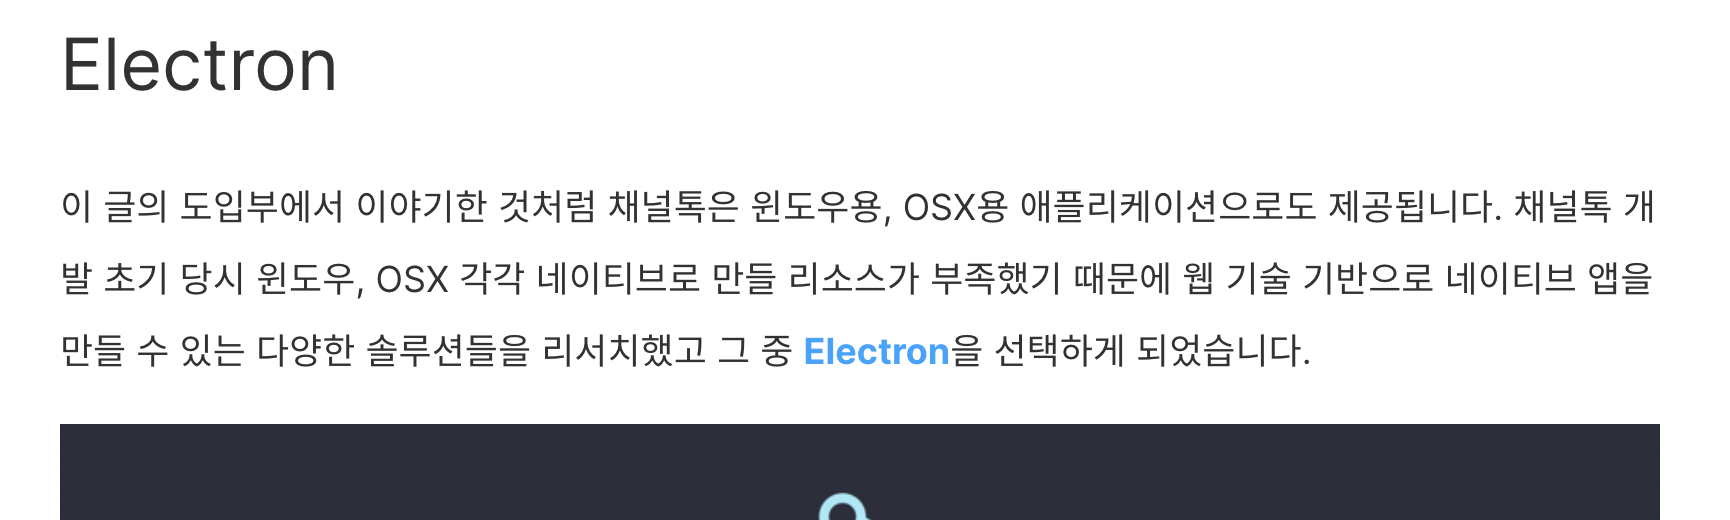 Electron
이 글의 도입부에서 이야기한 것처럼 채널톡은 윈도우용, OSX용 애플리케이션으로도 제공됩니다. 채널톡 개
발 초기 당시 윈도우, OSX 각각 네이티브로 만들 리소스가 부족했기 때문에 웹 기술 기반으로 네이티브 앱을
만들 수 있는 다양한 솔루션들을 리서치했고 그 중 Electron을 선택하게 되었습니다.